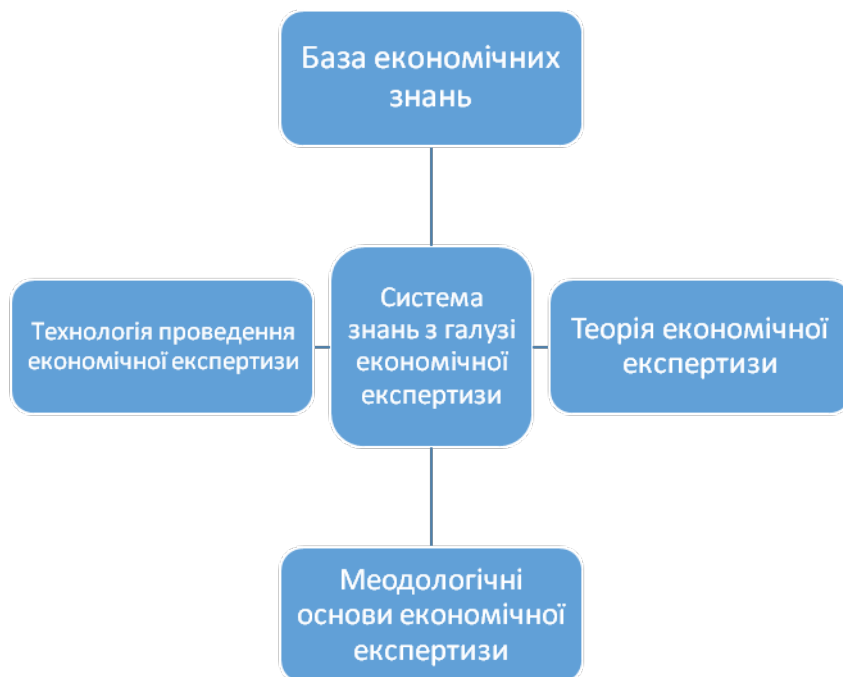 База економічних
знань
Технологія проведення
економічної експертизи
Система
знань з галузі
економічної
експертизи
Теорія економічної
експертизи
Меодологічні
основи економічної
експертизи